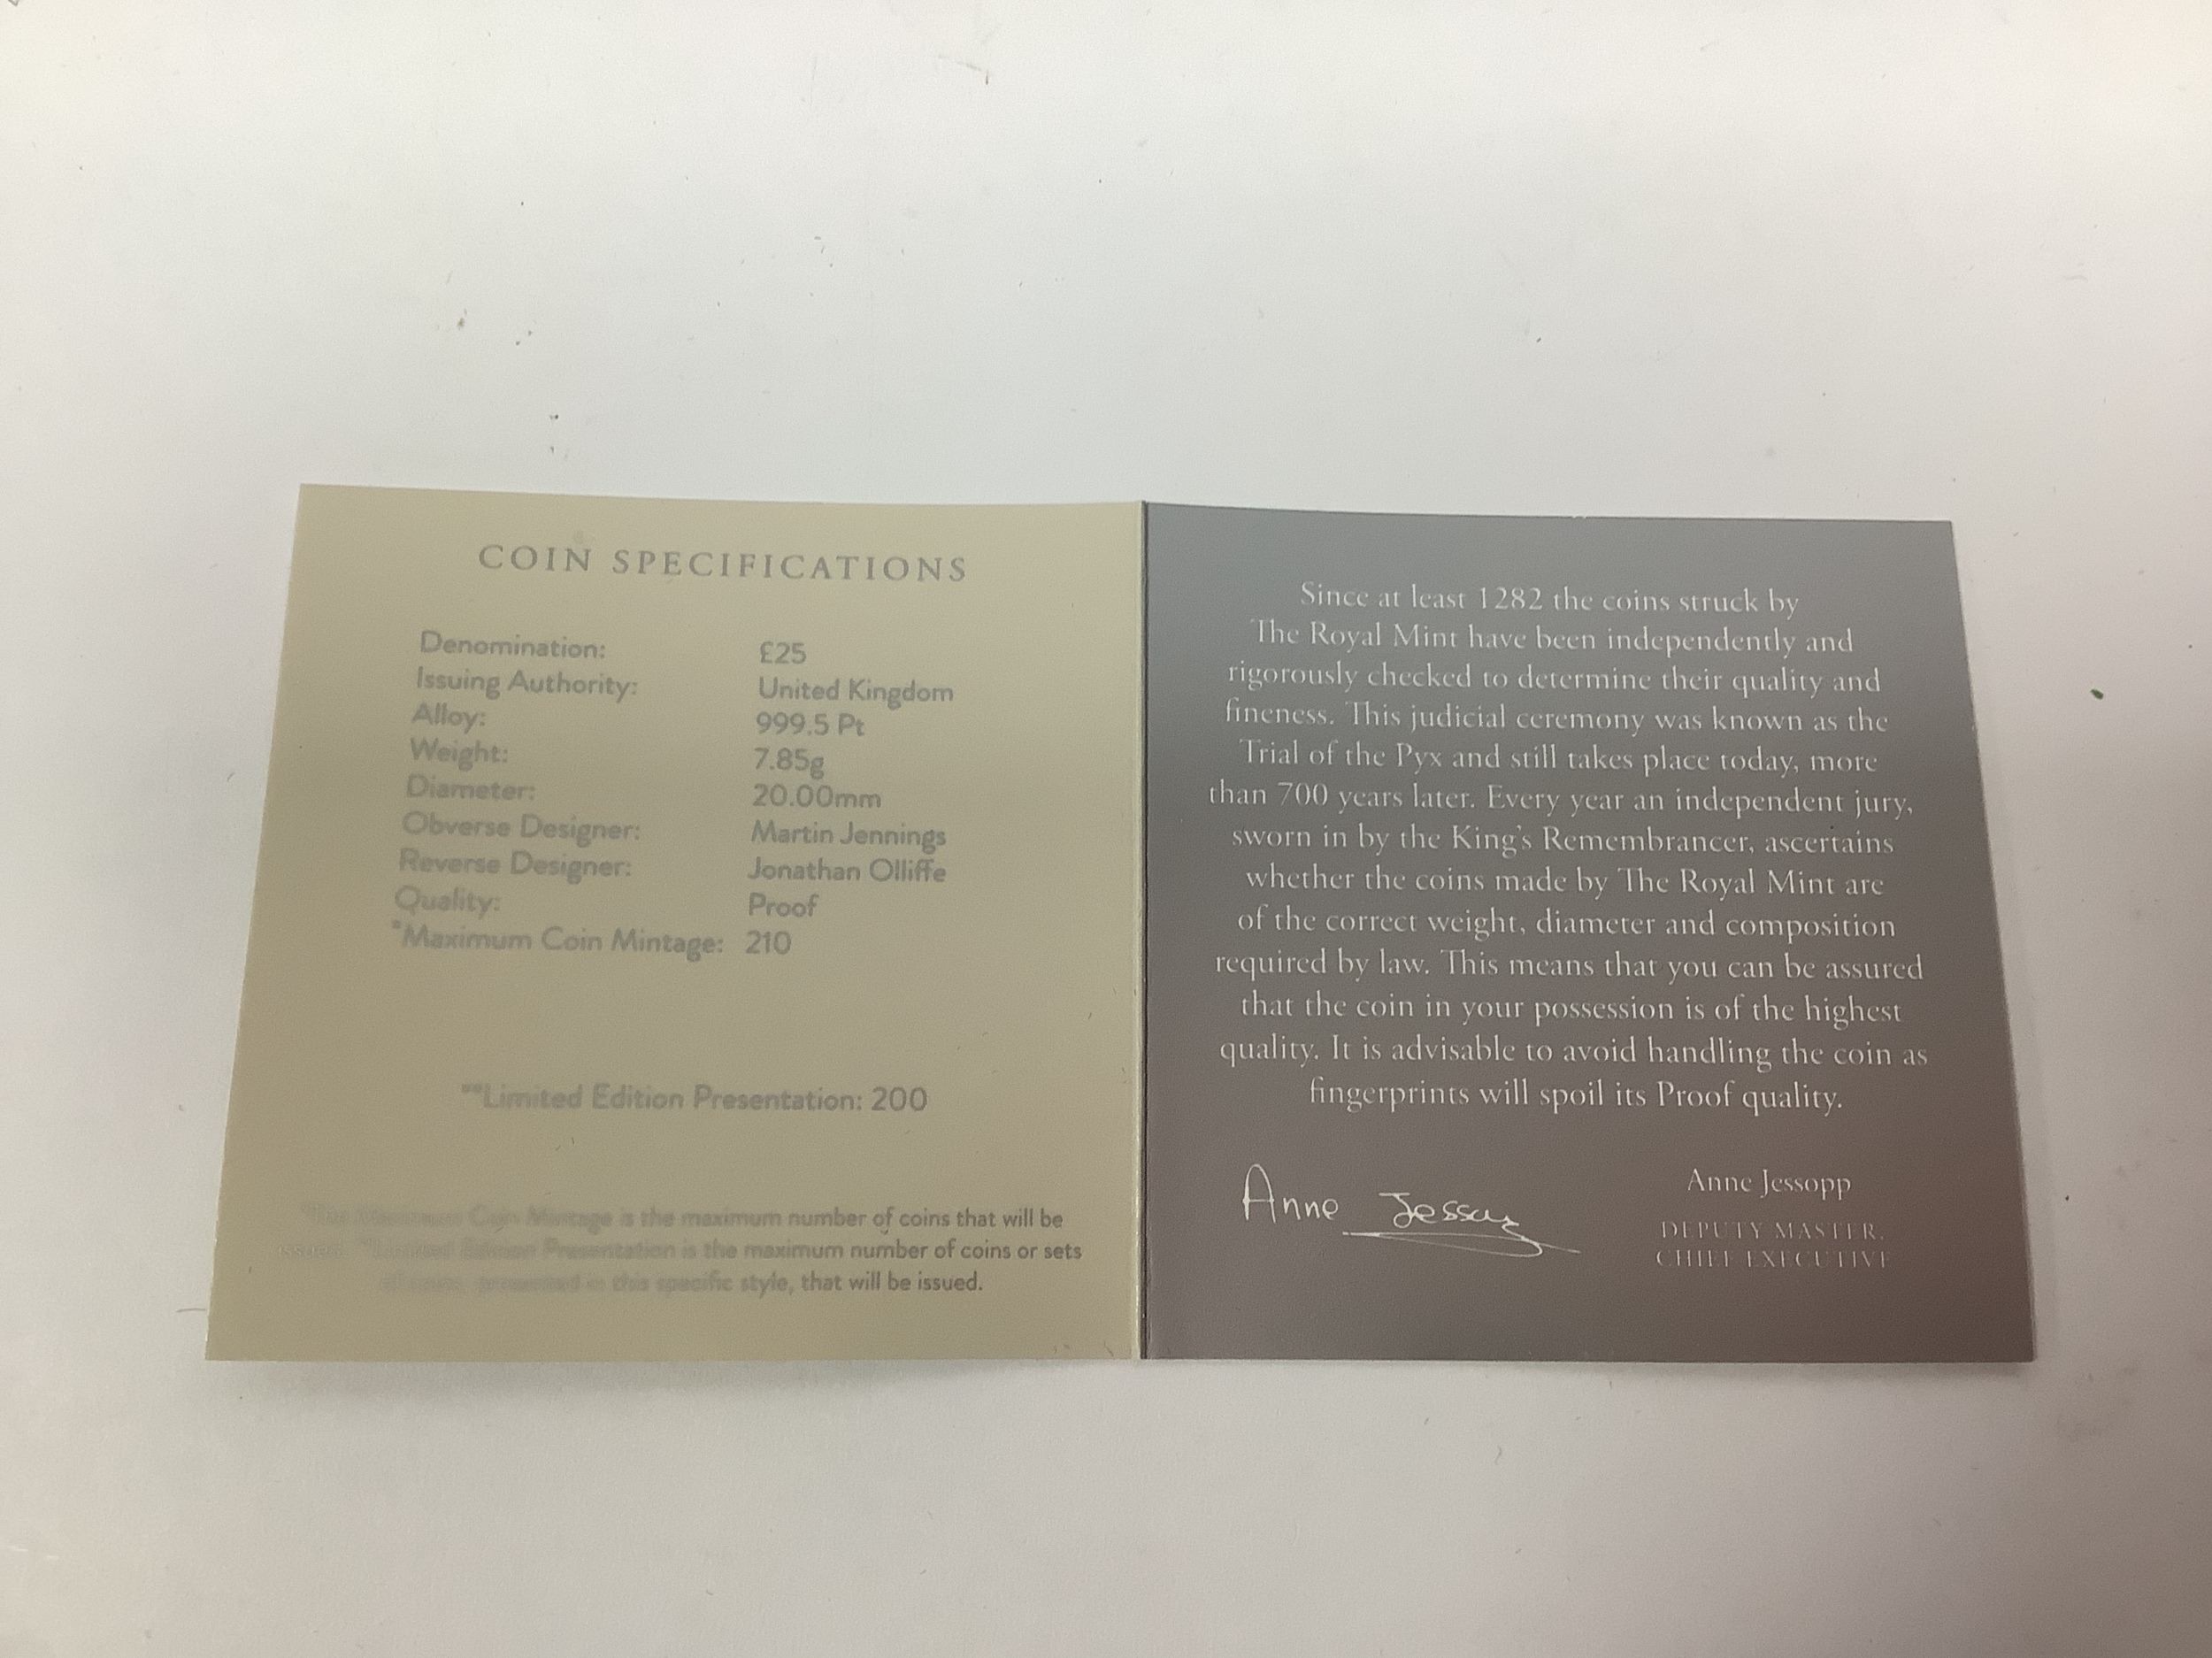 COIN SPECIFICATIONS
Denomination: £25
Issuing Authority: United Kingdom
Alloy: 999.5 Pt
Weight: 7.85g
Diameter: 20.00mm
Obverse Designer: Martin Jennings
Reverse Designer: Jonathan Olliffe
Quality: Proof
*Maximum Coin Mintage: 210
**Limited Edition Presentation: 200
Coin Mintage is the maximum number of coins that will be
Limited Edition Presentation is the maximum number of coins or sets
presented in this specific style, that will be issued.
Since at least 1282 the coins struck by
The Royal Mint have been independently and
rigorously checked to determine their quality and
fineness. This judicial ceremony was known as the
Trial of the Pyx and still takes place today, more
than 700 years later. Every year an independent jury,
sworn in by the King's Remembrancer, ascertains
whether the coins made by The Royal Mint are
of the correct weight, diameter and composition
required by law. This means that you can be assured
that the coin in your possession is of the highest
quality. It is advisable to avoid handling the coin as
fingerprints will spoil its Proof quality.
Anne Jessopp
Anne Jessopp
DEPUTY MASTER,
CHIEF EXECUTIVE